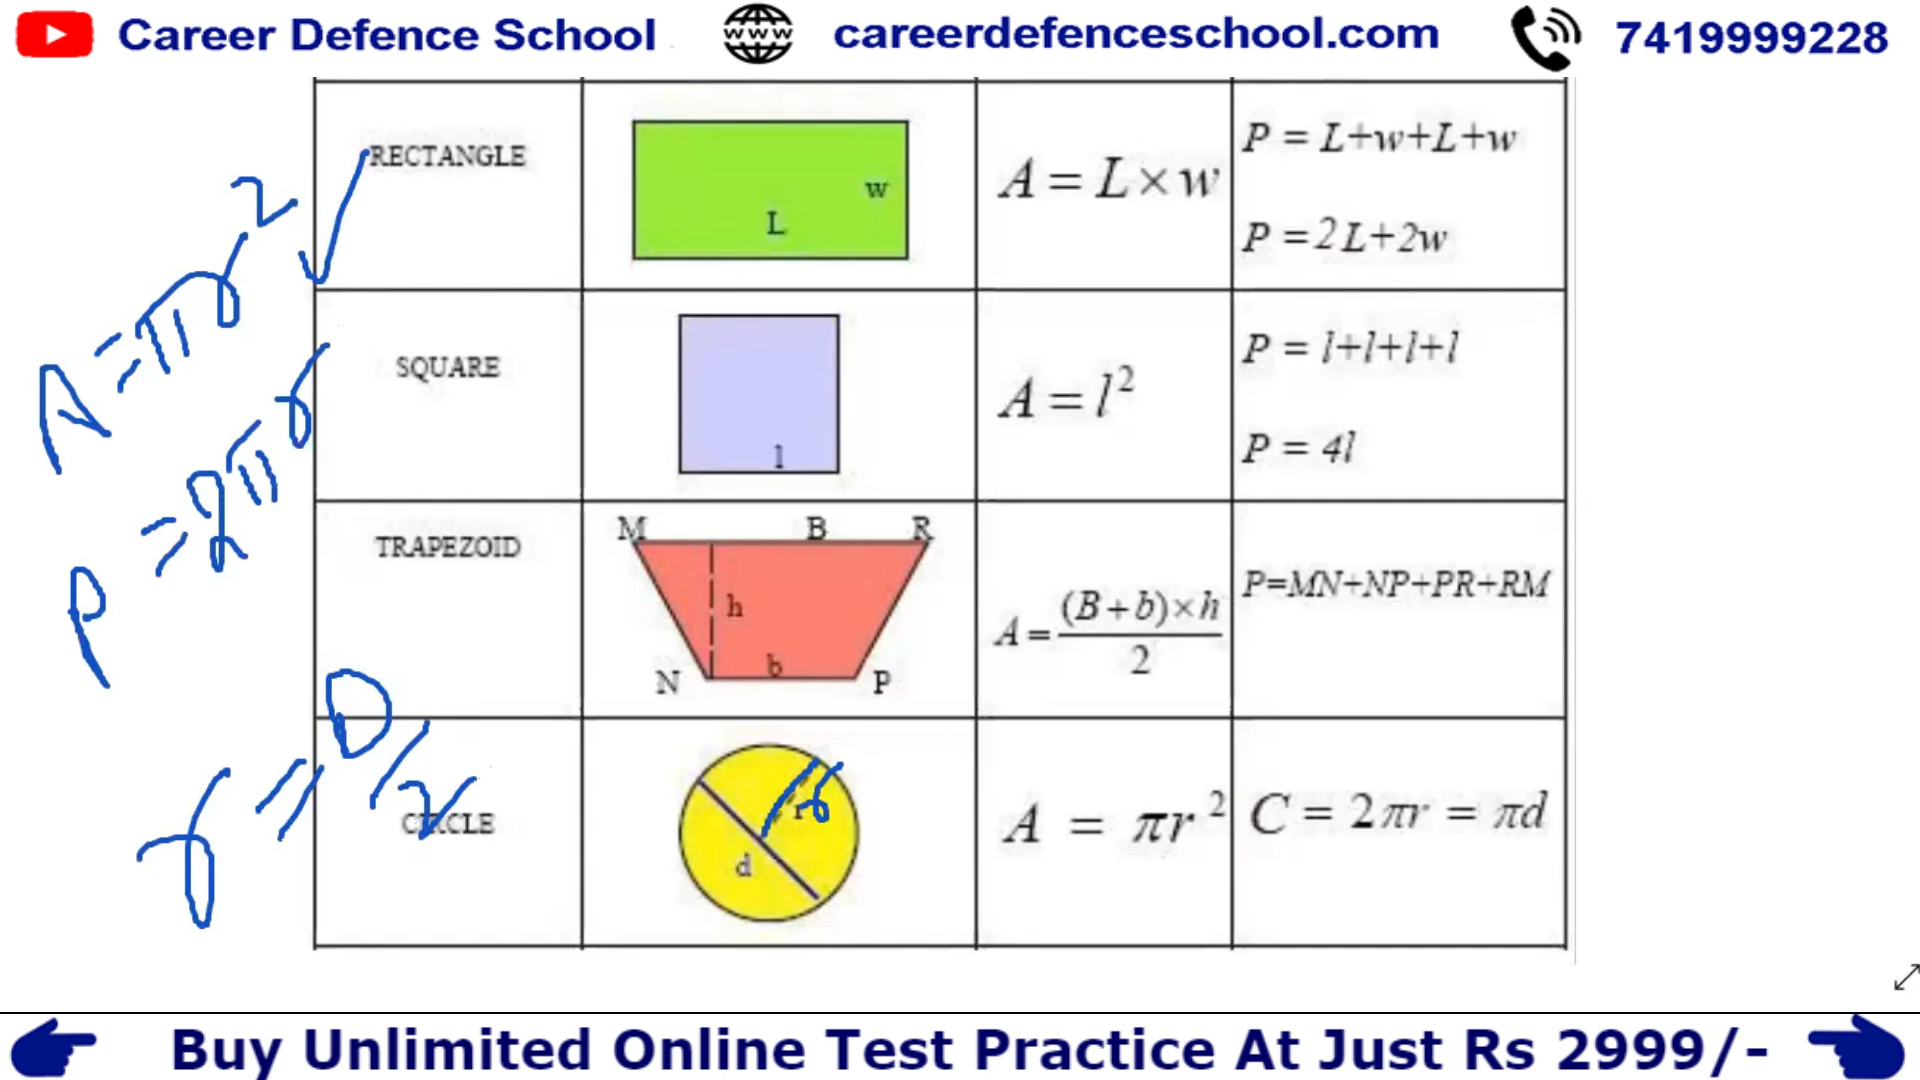 Career Defence School
WWW
careerdefenceschool.com
7419999228
RECTANGLE
w
L
A = L × w
P = L+w+L+w
P = 2L+2w
SQUARE
l
A = l²
P = l+l+l+l
P = 4l
TRAPEZOID
M B R
h
b
N P
A = (B+b)×h / 2
P=MN+NP+PR+RM
CIRCLE
r
d
A = πr²
C = 2πr = πd
A = πr²
P = 2πr
r = D/2
r
Buy Unlimited Online Test Practice At Just Rs 2999/-